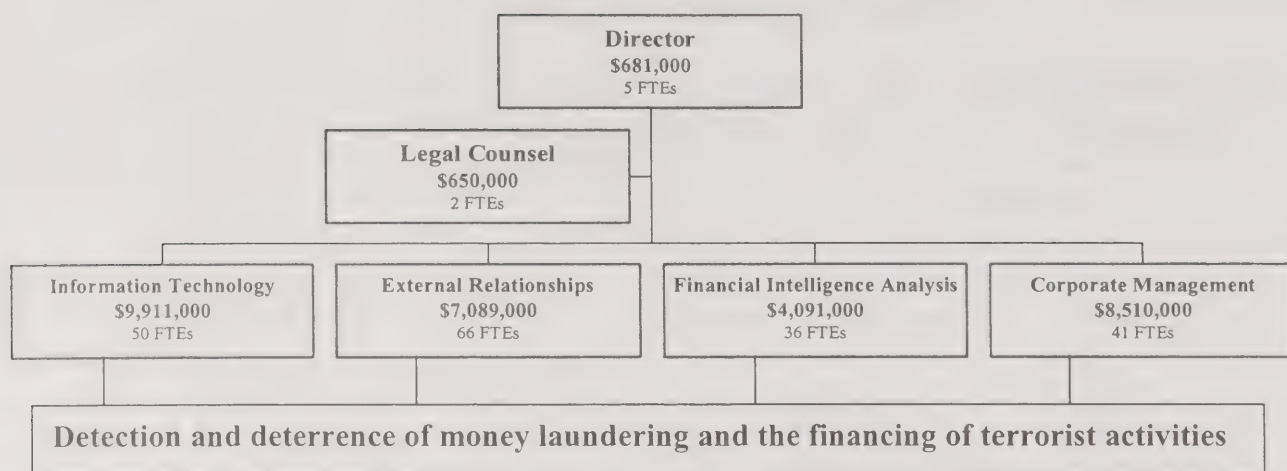 Director
$681,000
5 FTEs
Legal Counsel
$650,000
2 FTEs
Information Technology
$9,911,000
50 FTEs
External Relationships
$7,089,000
66 FTEs
Financial Intelligence Analysis
$4,091,000
36 FTEs
Corporate Management
$8,510,000
41 FTEs
Detection and deterrence of money laundering and the financing of terrorist activities